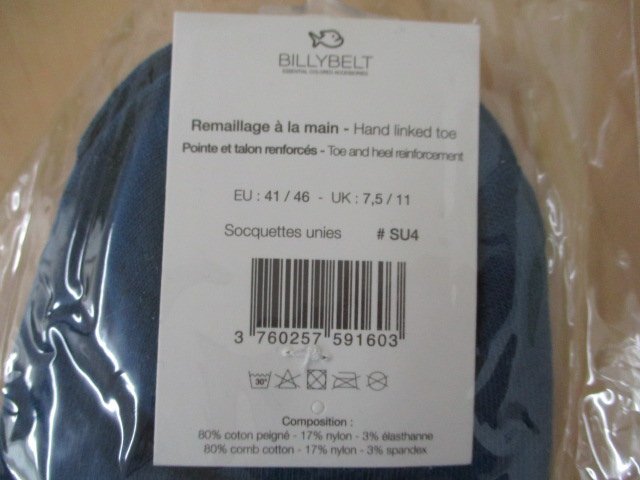 BILLYBELT
ESSENTIAL COLORED ACCESSORIES
Remaillage à la main - Hand linked toe
Pointe et talon renforcés - Toe and heel reinforcement
EU : 41 / 46 - UK : 7,5 / 11
Socquettes unies # SU4
3 760257 591603
30°
Composition :
80% coton peigné - 17% nylon - 3% élasthanne
80% comb cotton - 17% nylon - 3% spandex